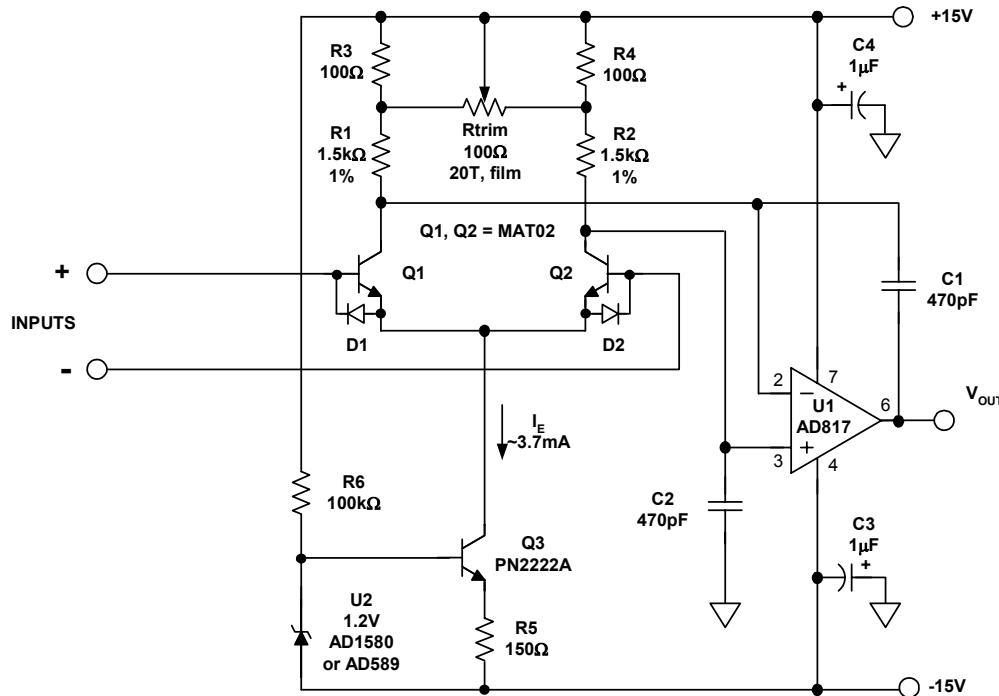 +15V
R3
100Ω
R4
100Ω
C4
1μF
+
Rtrim
100Ω
20T, film
R1
1.5kΩ
1%
R2
1.5kΩ
1%
Q1, Q2 = MAT02
+
Q1
Q2
C1
470pF
INPUTS
D1
D2
-
2
7
6
VOUT
−
U1
AD817
+
3
4
IE
~3.7mA
R6
100kΩ
C2
470pF
Q3
PN2222A
C3
1μF
+
U2
1.2V
AD1580
or AD589
R5
150Ω
-15V